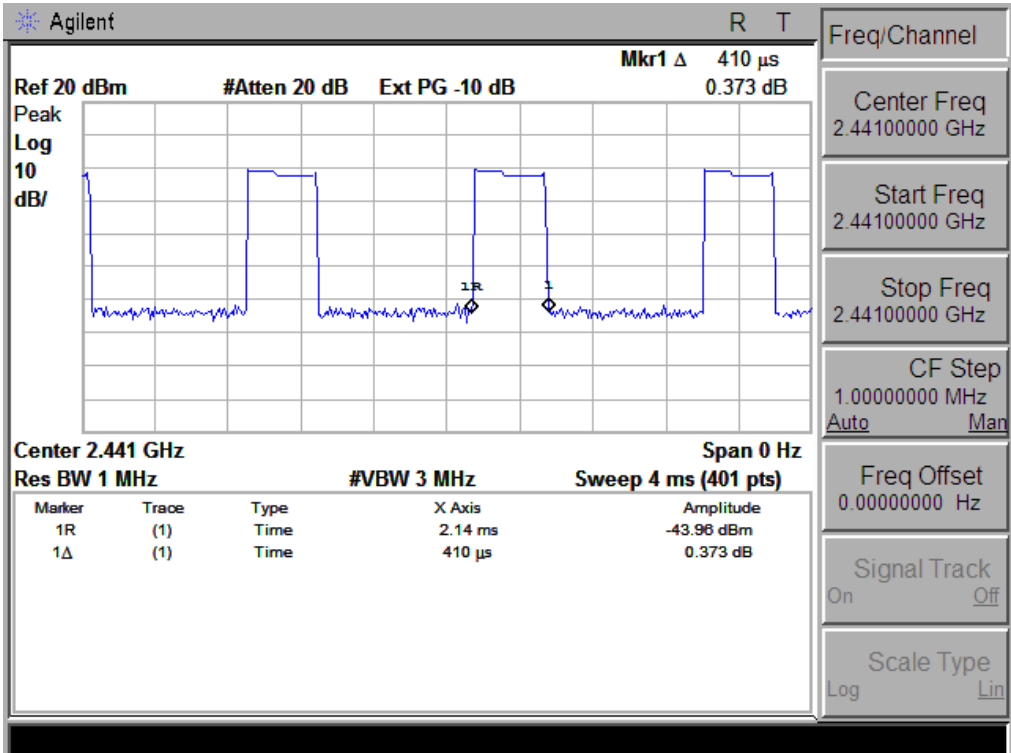 Agilent R T
Mkr1 Δ 410 μs
Ref 20 dBm #Atten 20 dB Ext PG -10 dB 0.373 dB
Peak
Log
10
dB/
1R 1
Center 2.441 GHz Span 0 Hz
Res BW 1 MHz #VBW 3 MHz Sweep 4 ms (401 pts)
Marker Trace Type X Axis Amplitude
1R (1) Time 2.14 ms -43.96 dBm
1Δ (1) Time 410 μs 0.373 dB
Freq/Channel
Center Freq
2.44100000 GHz
Start Freq
2.44100000 GHz
Stop Freq
2.44100000 GHz
CF Step
1.00000000 MHz
Auto Man
Freq Offset
0.00000000 Hz
Signal Track
On Off
Scale Type
Log Lin